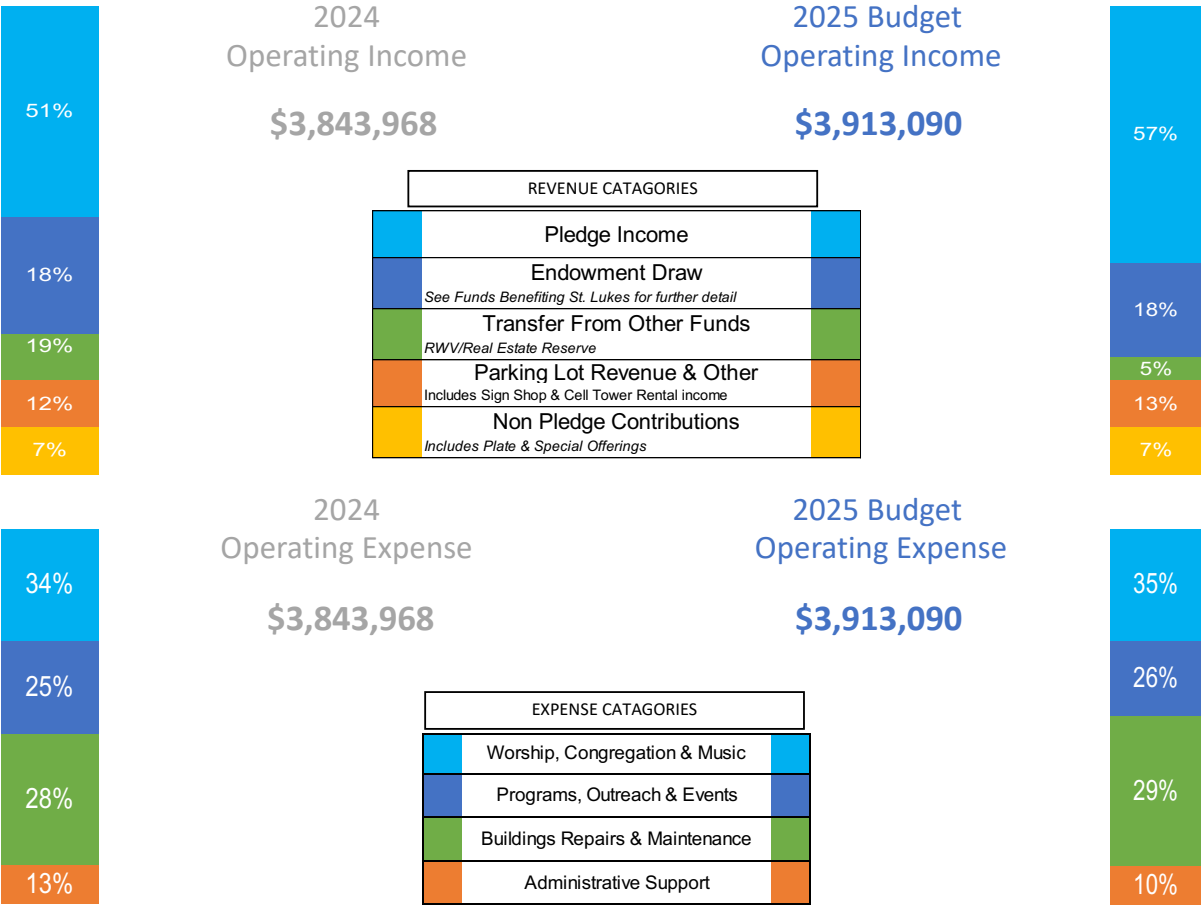 2024
Operating Income
$3,843,968
2025 Budget
Operating Income
$3,913,090
51%
18%
19%
12%
7%
57%
18%
5%
13%
7%
REVENUE CATAGORIES
Pledge Income
Endowment Draw
See Funds Benefiting St. Lukes for further detail
Transfer From Other Funds
RWV/Real Estate Reserve
Parking Lot Revenue & Other
Includes Sign Shop & Cell Tower Rental income
Non Pledge Contributions
Includes Plate & Special Offerings
2024
Operating Expense
$3,843,968
2025 Budget
Operating Expense
$3,913,090
34%
25%
28%
13%
35%
26%
29%
10%
EXPENSE CATAGORIES
Worship, Congregation & Music
Programs, Outreach & Events
Buildings Repairs & Maintenance
Administrative Support